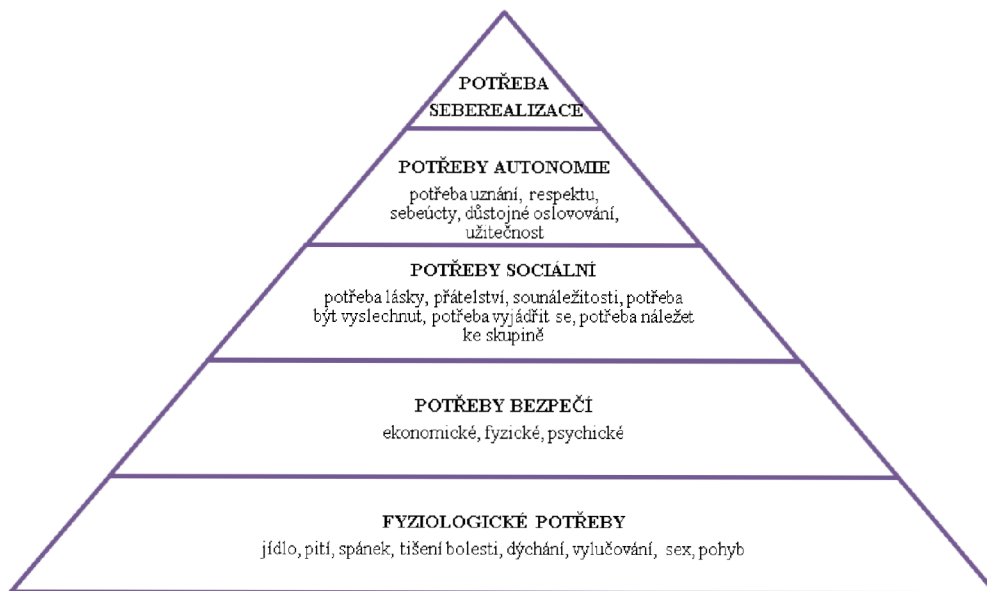 POTŘEBA
SEBEREALIZACE
POTŘEBY AUTONOMIE
potřeba uznání, respektu,
sebeúcty, důstojné oslovování,
užitečnost
POTŘEBY SOCIÁLNÍ
potřeba lásky, přátelství, sounáležitosti, potřeba
být vyslechnut, potřeba vyjádřit se, potřeba náležet
ke skupině
POTŘEBY BEZPEČÍ
ekonomické, fyzické, psychické
FYZIOLOGICKÉ POTŘEBY
jídlo, pití, spánek, tišení bolesti, dýchání, vylučování, sex, pohyb